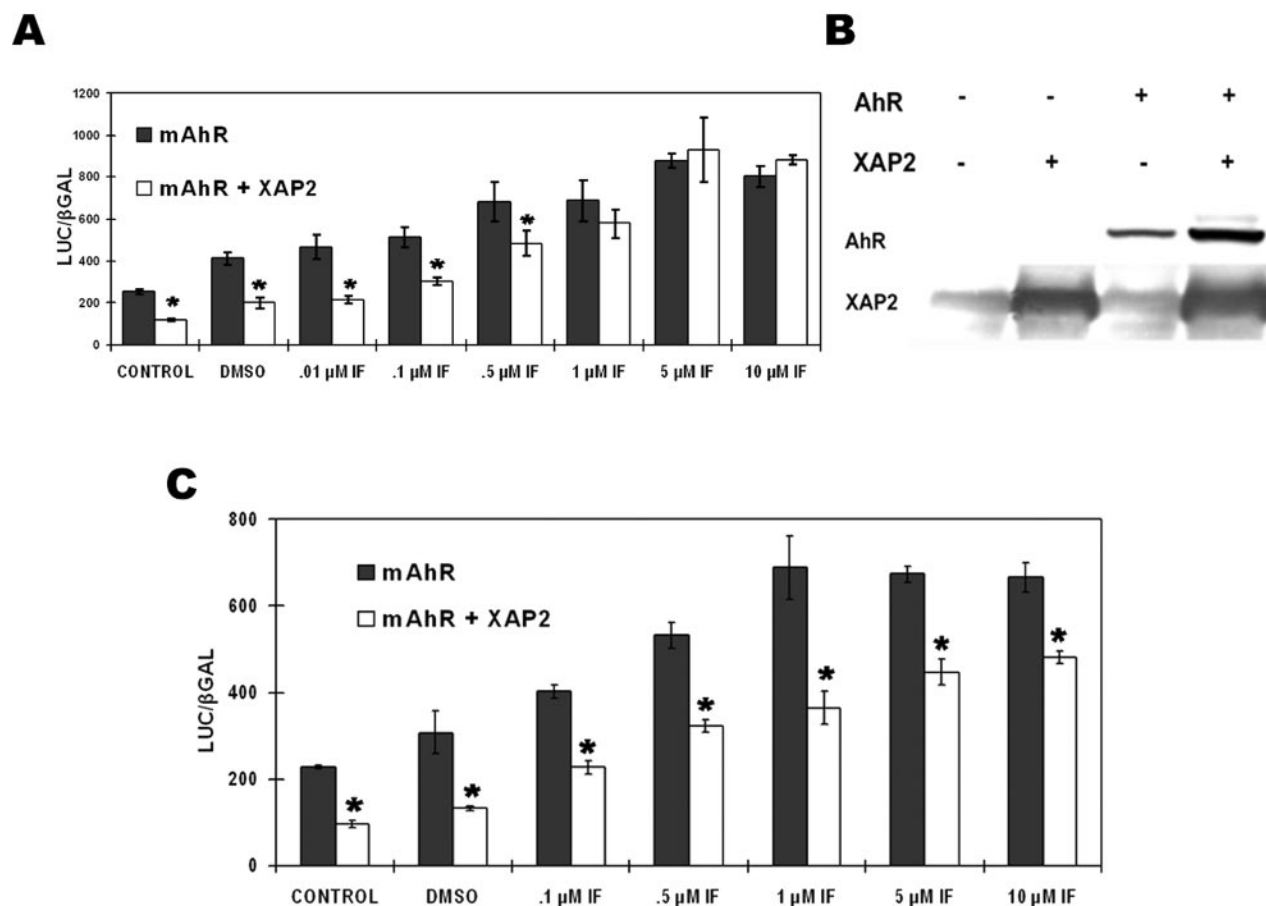 A
1200
1000
800
600
400
200
0
LUC/βGAL
mAhR
mAhR + XAP2
* * * * *
CONTROL DMSO .01 µM IF .1 µM IF .5 µM IF 1 µM IF 5 µM IF 10 µM IF
B
AhR - - + +
XAP2 - + - +
AhR
XAP2
C
800
600
400
200
0
LUC/βGAL
mAhR
mAhR + XAP2
* * * * * * *
CONTROL DMSO .1 µM IF .5 µM IF 1 µM IF 5 µM IF 10 µM IF